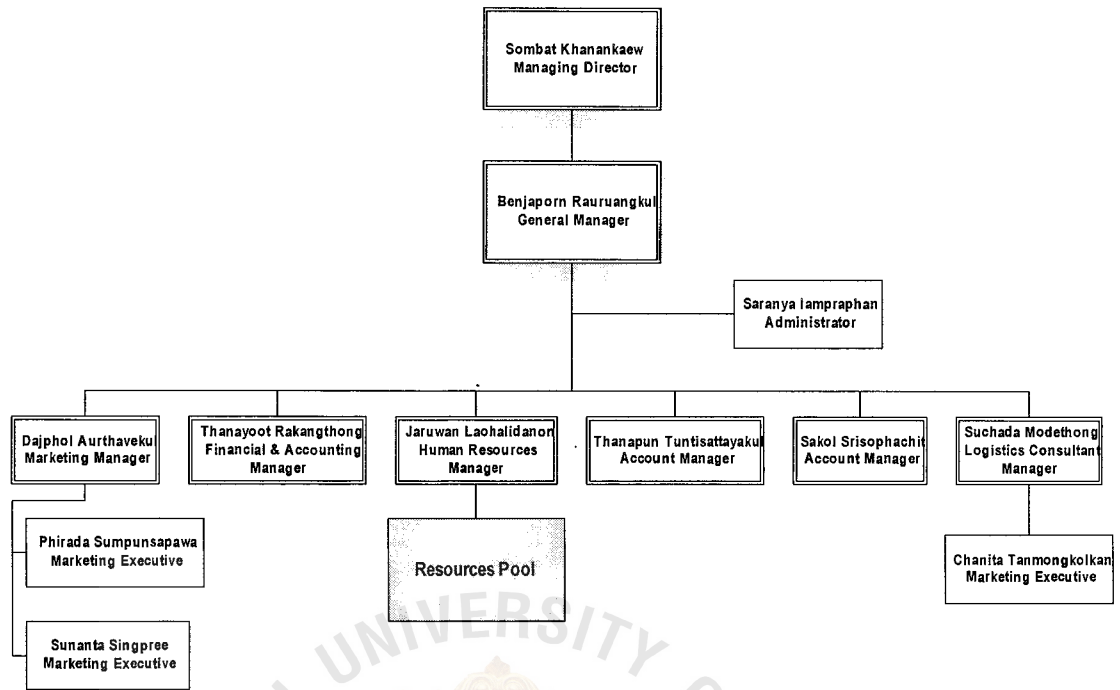 Sombat Khanankaew
Managing Director
Benjaporn Rauruangkul
General Manager
Saranya Iampraphan
Administrator
Dajphol Aurthavekul
Marketing Manager
Thanayoot Rakangthong
Financial & Accounting
Manager
Jaruwan Laohalidanon
Human Resources
Manager
Thanapun Tuntisattayakul
Account Manager
Sakol Srisophachit
Account Manager
Suchada Modethong
Logistics Consultant
Manager
Phirada Sumpunsapawa
Marketing Executive
Resources Pool
Chanita Tanmongkolkan
Marketing Executive
Sunanta Singpree
Marketing Executive
UNIVERSITY